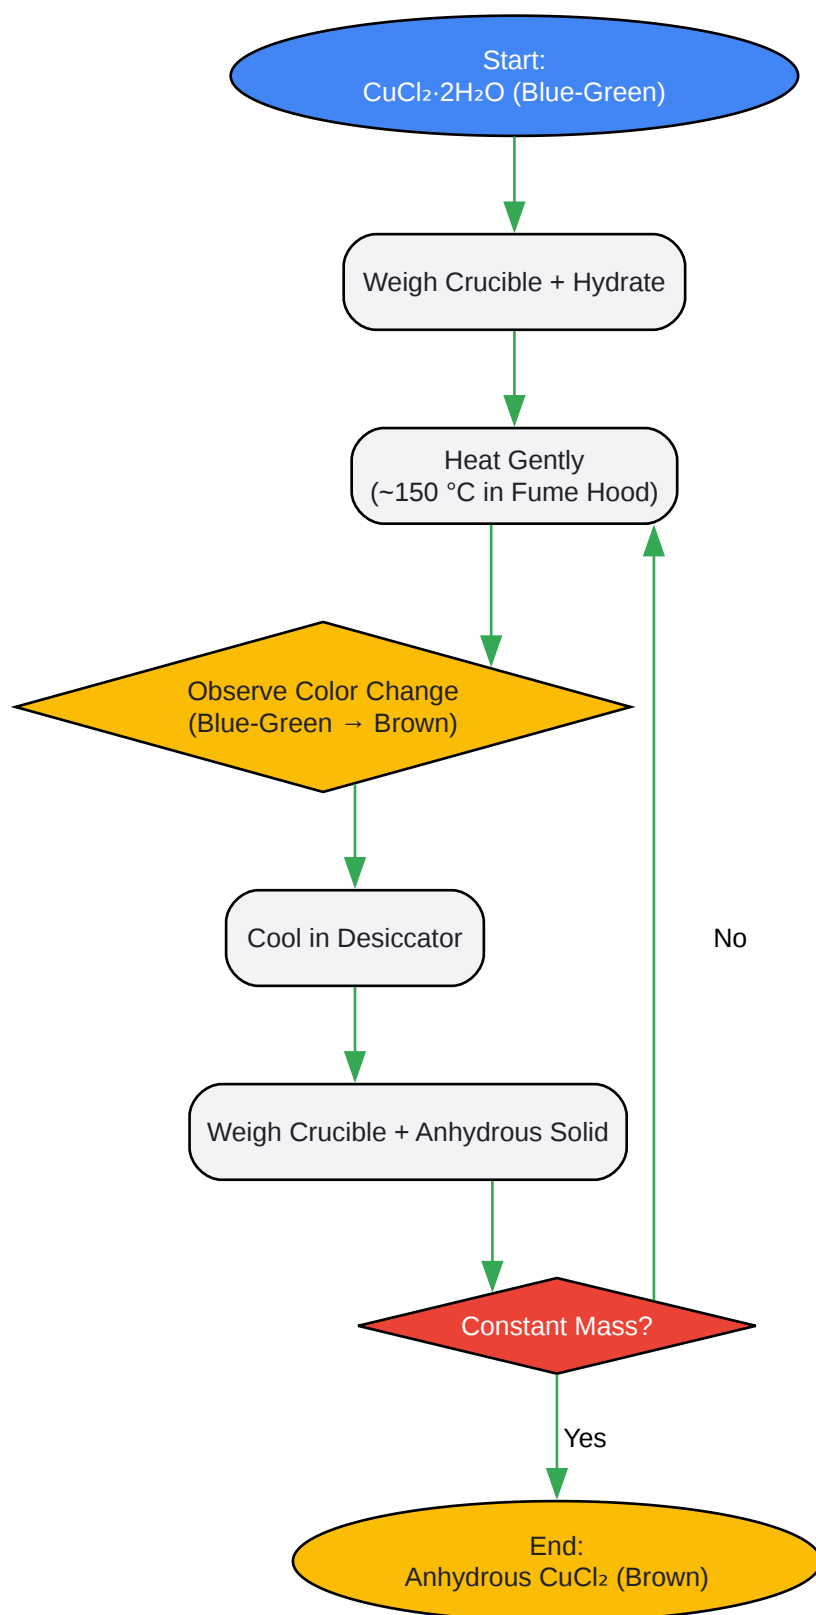 Start:
CuCl₂·2H₂O (Blue-Green)
Weigh Crucible + Hydrate
Heat Gently
(~150 °C in Fume Hood)
Observe Color Change
(Blue-Green → Brown)
Cool in Desiccator
No
Weigh Crucible + Anhydrous Solid
Constant Mass?
Yes
End:
Anhydrous CuCl₂ (Brown)